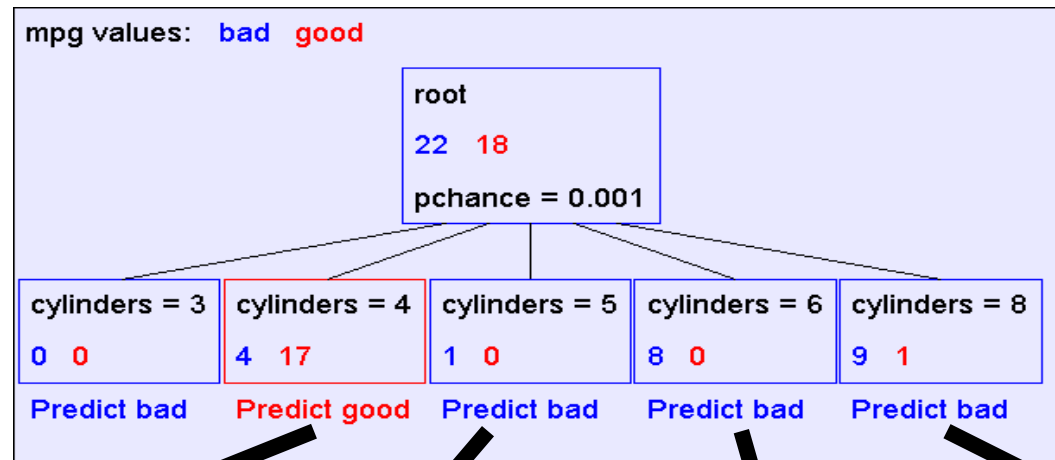 mpg values: bad good
root
22 18
pchance = 0.001
cylinders = 3 cylinders = 4 cylinders = 5 cylinders = 6 cylinders = 8
0 0 4 17 1 0 8 0 9 1
Predict bad Predict good Predict bad Predict bad Predict bad